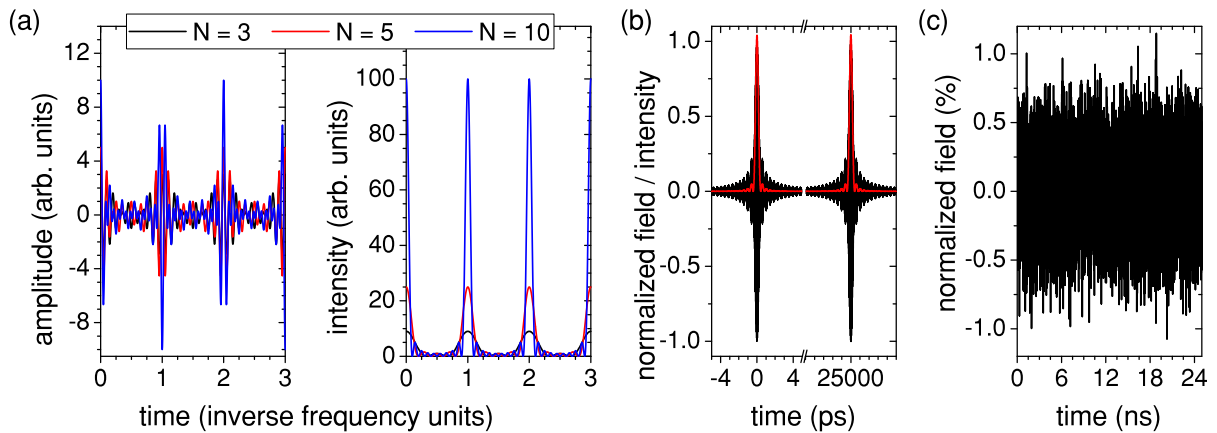 (a)
N = 3 N = 5 N = 10
amplitude (arb. units)
12
8
4
0
-4
-8
0 1 2 3
intensity (arb. units)
100
80
60
40
20
0
0 1 2 3
time (inverse frequency units)
(b)
normalized field / intensity
1.0
0.5
0.0
-0.5
-1.0
-4 0 4 25000
time (ps)
(c)
normalized field (%)
1.0
0.5
0.0
-0.5
-1.0
0 6 12 18 24
time (ns)